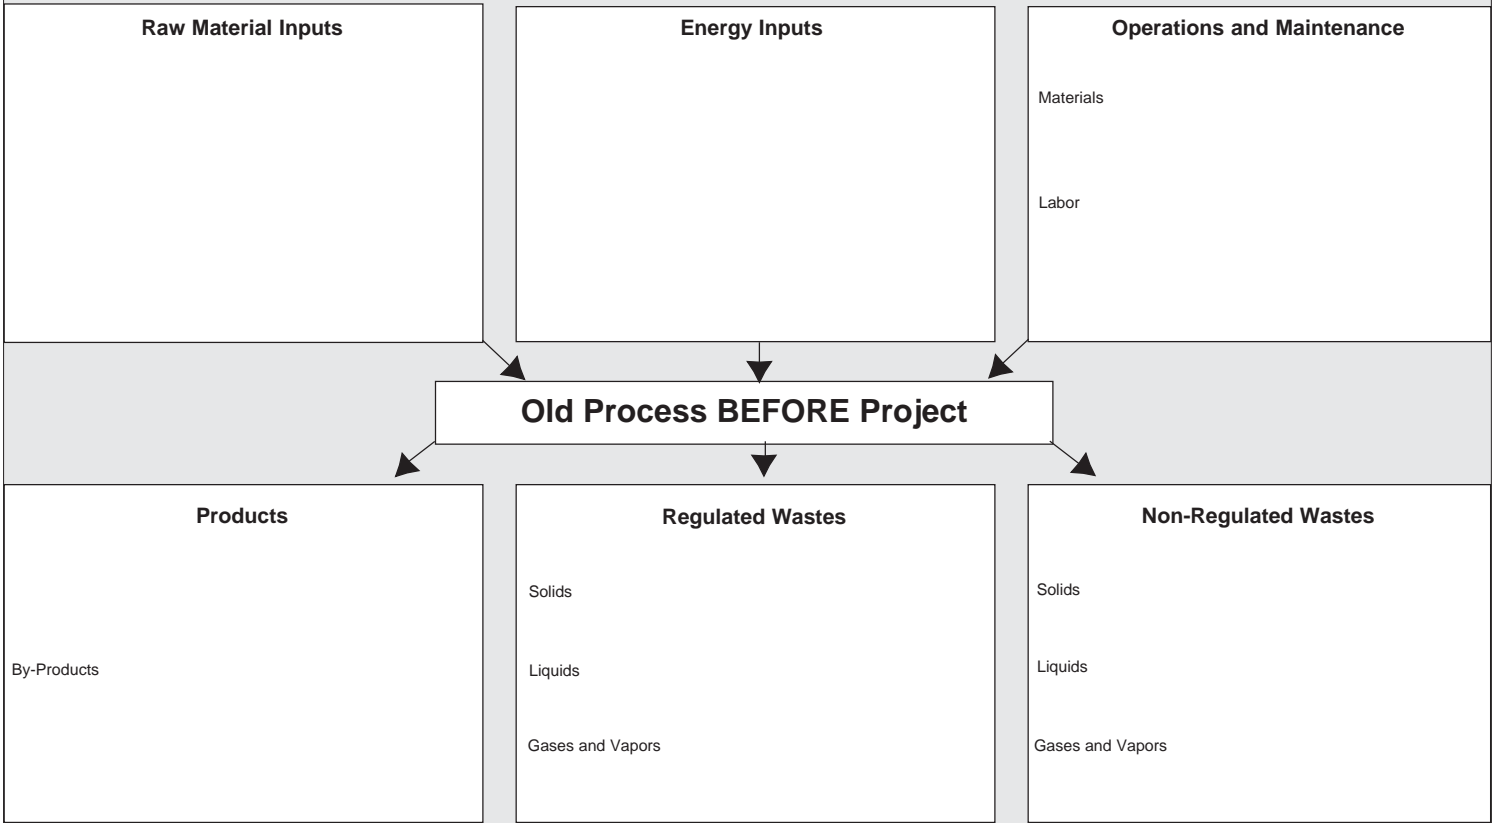 Raw Material Inputs
Energy Inputs
Operations and Maintenance
Materials
Labor
Old Process BEFORE Project
Products
By-Products
Regulated Wastes
Solids
Liquids
Gases and Vapors
Non-Regulated Wastes
Solids
Liquids
Gases and Vapors